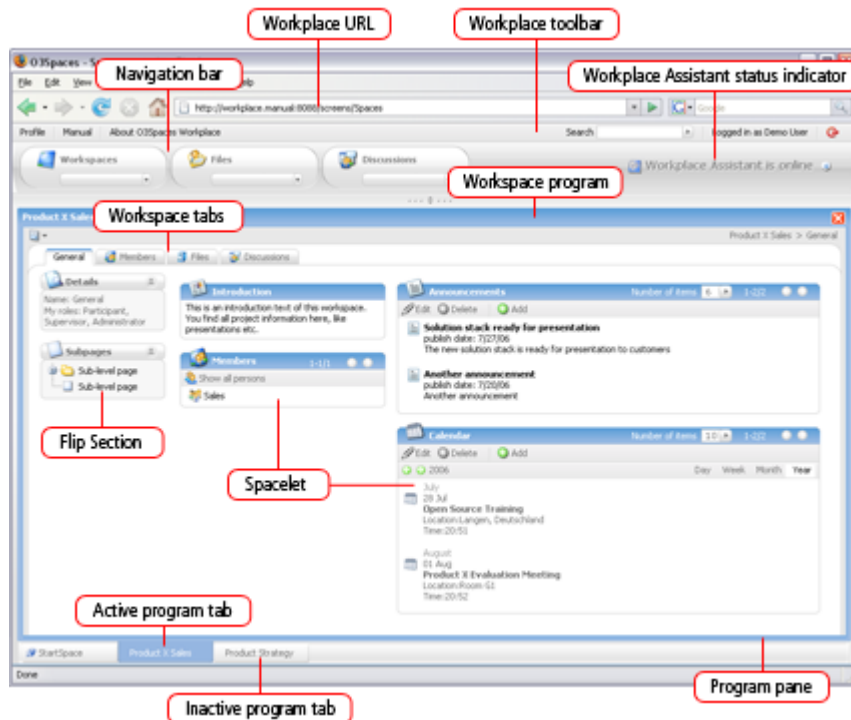 Workplace URL
Workplace toolbar
O3Spaces - S
Navigation bar
Workplace Assistant status indicator
File Edit View
http://workplace.manual:8080/screens/Spaces
Google
Profile Manual About O3Spaces Workplace
Search
Logged in as Demo User
Workspaces
Files
Discussions
Workplace Assistant is online
Workspace program
Product X Sales
Workspace tabs
Product X Sales > General
General Members Files Discussions
Details
Name: General
My roles: Participant,
Supervisor, Administrator
Subpages
Sub-level page
Sub-level page
Flip Section
Introduction
This is an introduction text of this workspace.
You find all project information here, like
presentations etc.
Members 1-1/1
Show all persons
Sales
Spacelet
Announcements Number of items 6 1-2/2
Edit Delete Add
Solution stack ready for presentation
publish date: 7/27/06
The new solution stack is ready for presentation to customers
Another announcement
publish date: 7/20/06
Another announcement
Calendar Number of items 10 1-2/2
Edit Delete Add
2006 Day Week Month Year
July
28 Jul
Open Source Training
Location:Langen, Deutschland
Time:20:51
August
01 Aug
Product X Evaluation Meeting
Location:Room G1
Time:20:52
Active program tab
StartSpace Product X Sales Product Strategy
Done
Program pane
Inactive program tab